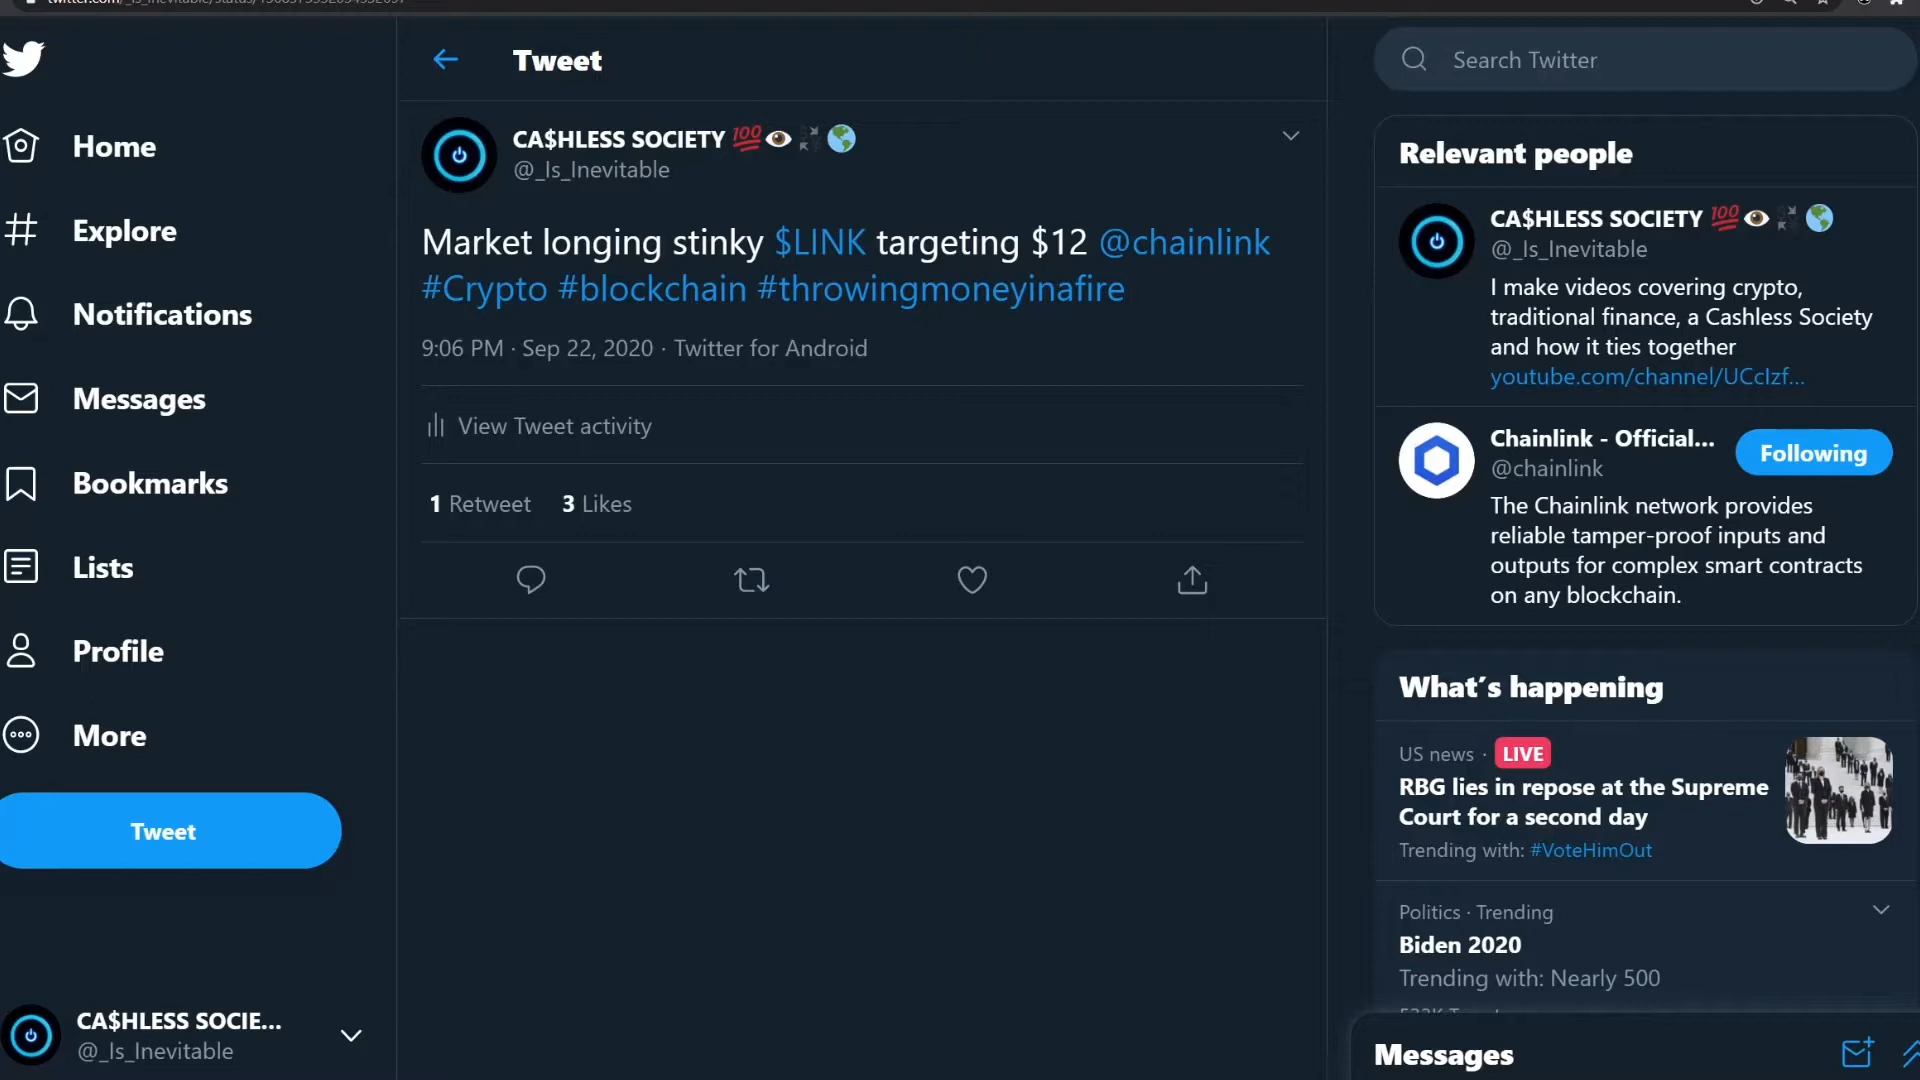 Home
Explore
Notifications
Messages
Bookmarks
Lists
Profile
More
Tweet
CA$HLESS SOCIE...
@_Is_Inevitable
Tweet
CA$HLESS SOCIETY 💯👁🌎
@_Is_Inevitable
Market longing stinky $LINK targeting $12 @chainlink
#Crypto #blockchain #throwingmoneyinafire
9:06 PM · Sep 22, 2020 · Twitter for Android
View Tweet activity
1 Retweet 3 Likes
Search Twitter
Relevant people
CA$HLESS SOCIETY 💯👁🌎
@_Is_Inevitable
I make videos covering crypto,
traditional finance, a Cashless Society
and how it ties together
youtube.com/channel/UCcIzf...
Chainlink - Official...
@chainlink
Following
The Chainlink network provides
reliable tamper-proof inputs and
outputs for complex smart contracts
on any blockchain.
What's happening
US news · LIVE
RBG lies in repose at the Supreme
Court for a second day
Trending with: #VoteHimOut
Politics · Trending
Biden 2020
Trending with: Nearly 500
Messages